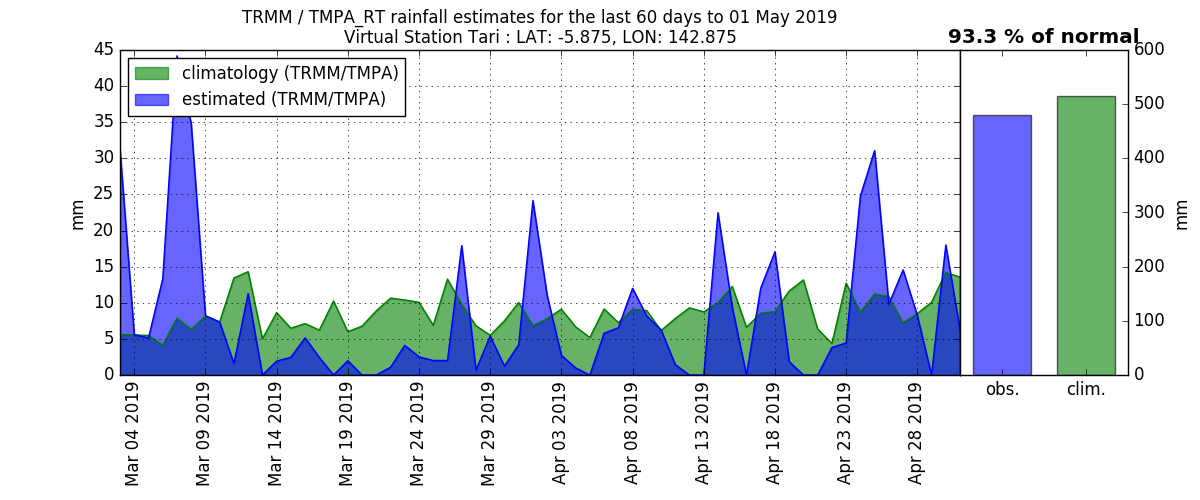 TRMM / TMPA_RT rainfall estimates for the last 60 days to 01 May 2019
Virtual Station Tari : LAT: -5.875, LON: 142.875
93.3 % of normal
climatology (TRMM/TMPA)
estimated (TRMM/TMPA)
45
40
35
30
25
20
15
10
5
0
mm
Mar 04 2019
Mar 09 2019
Mar 14 2019
Mar 19 2019
Mar 24 2019
Mar 29 2019
Apr 03 2019
Apr 08 2019
Apr 13 2019
Apr 18 2019
Apr 23 2019
Apr 28 2019
600
500
400
300
200
100
0
mm
obs.
clim.